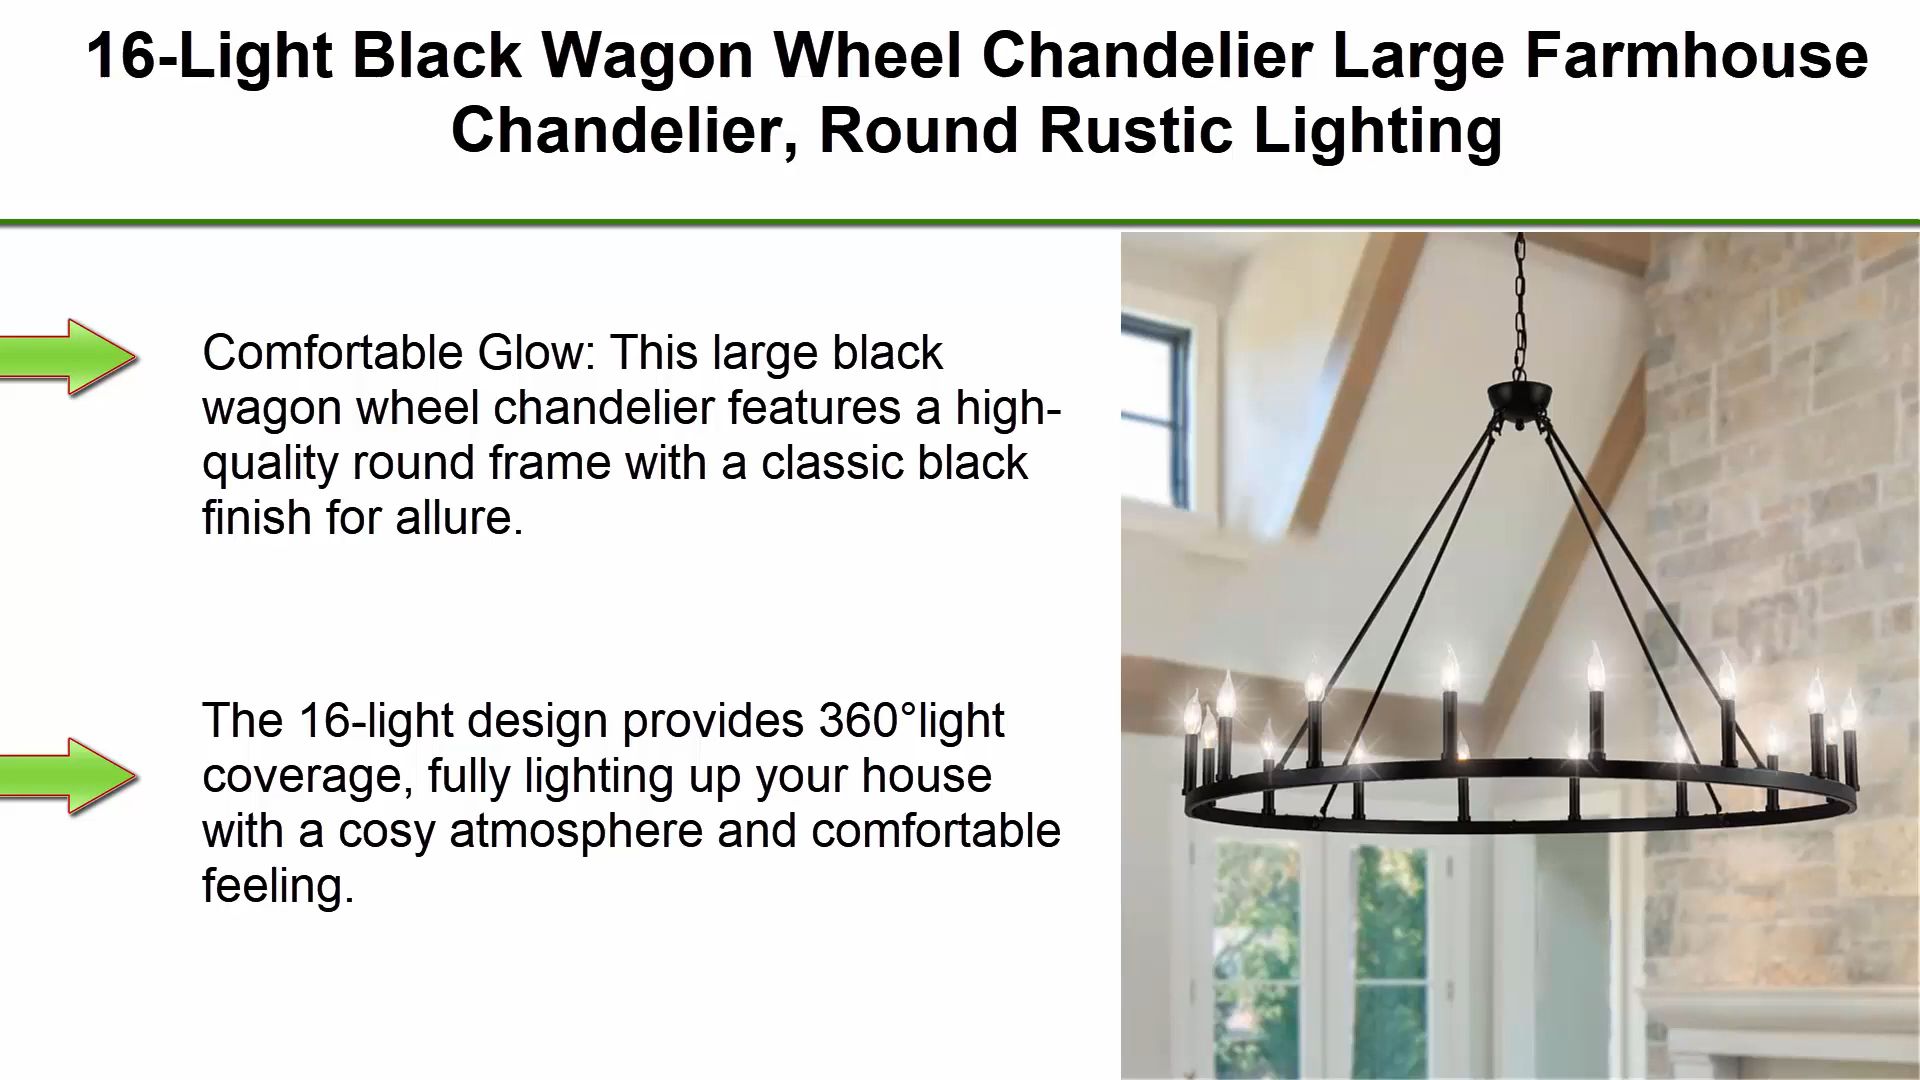 16-Light Black Wagon Wheel Chandelier Large Farmhouse
Chandelier, Round Rustic Lighting
Comfortable Glow: This large black
wagon wheel chandelier features a high-
quality round frame with a classic black
finish for allure.
The 16-light design provides 360°light
coverage, fully lighting up your house
with a cosy atmosphere and comfortable
feeling.